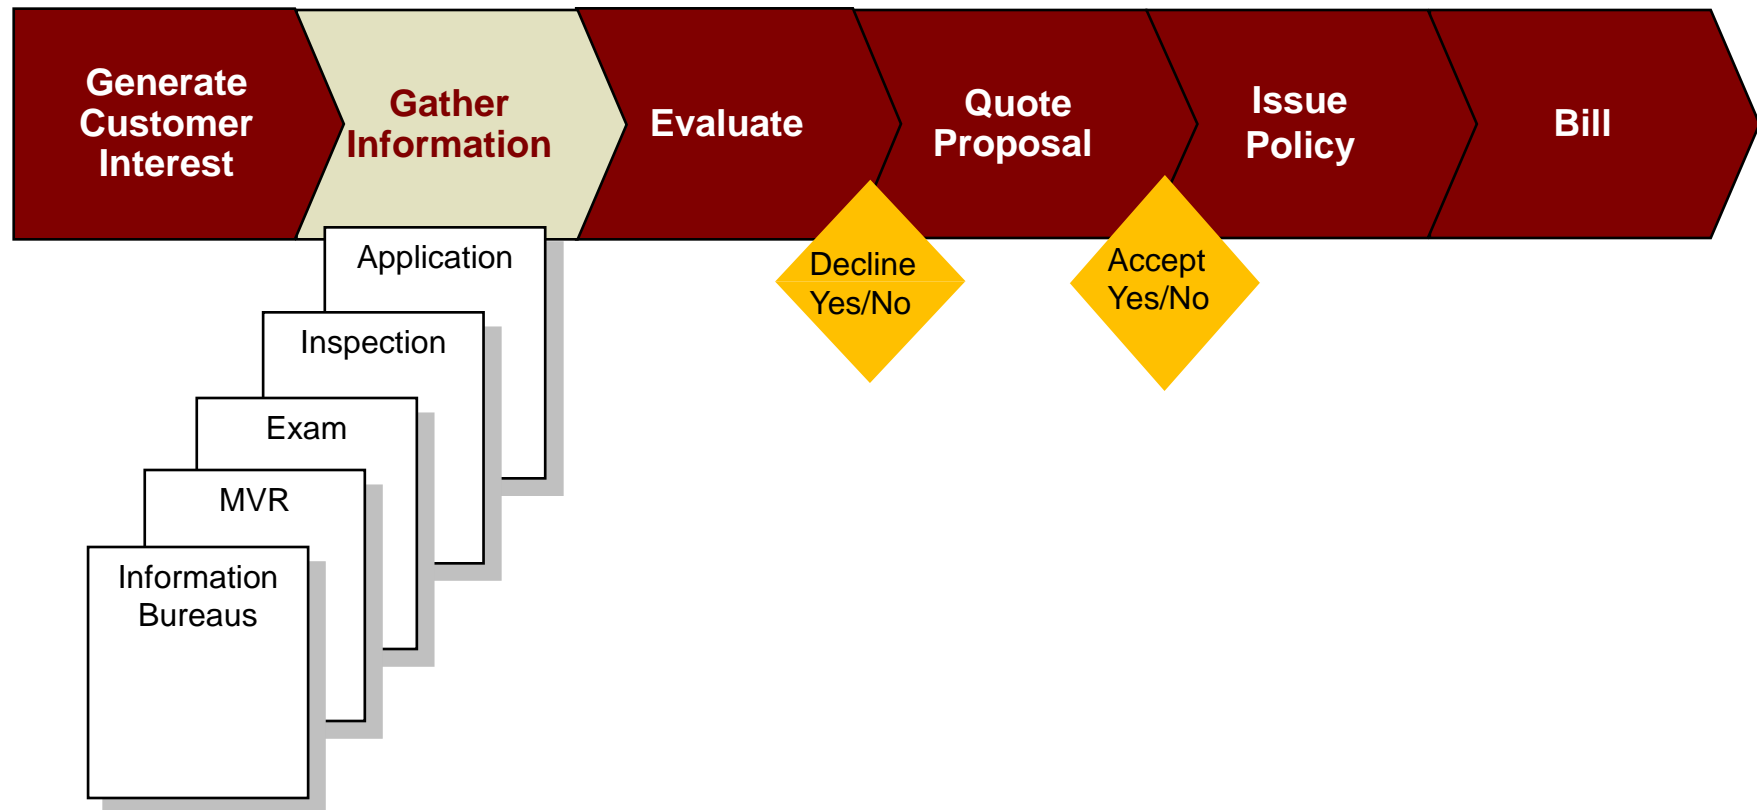 Generate
Customer
Interest
Gather
Information
Evaluate
Quote
Proposal
Issue
Policy
Bill
Application
Inspection
Exam
MVR
Information
Bureaus
Decline
Yes/No
Accept
Yes/No